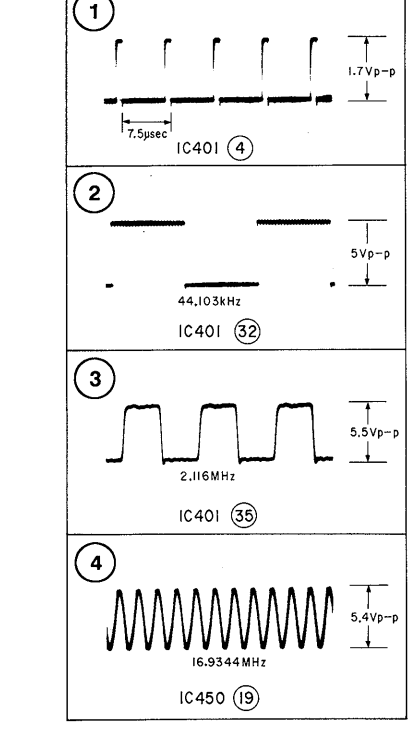 1
1.7Vp-p
7.5µsec
IC401 4
2
5Vp-p
44.103kHz
IC401 32
3
5.5Vp-p
2.116MHz
IC401 35
4
5.4Vp-p
16.9344MHz
IC450 19